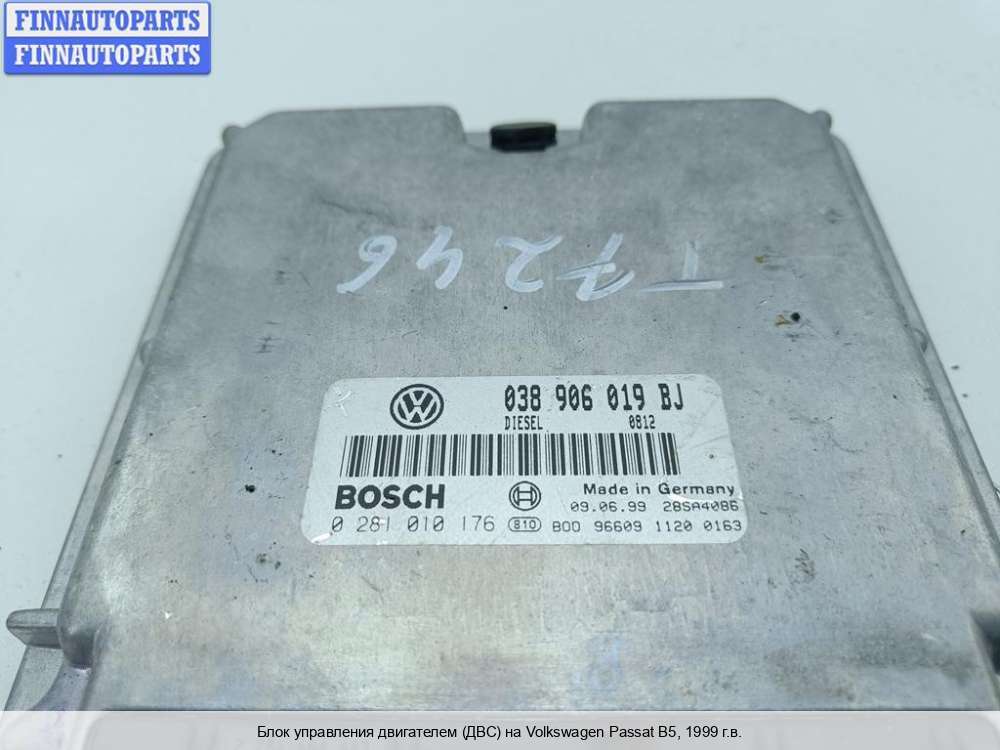 FINNAUTOPARTS
FINNAUTOPARTS
T7246
038 906 019 BJ
DIESEL 0812
BOSCH
Made in Germany
09.06.99 28SA4086
0 281 010 176 810 B00 96609 1120 0163
Блок управления двигателем (ДВС) на Volkswagen Passat B5, 1999 г.в.